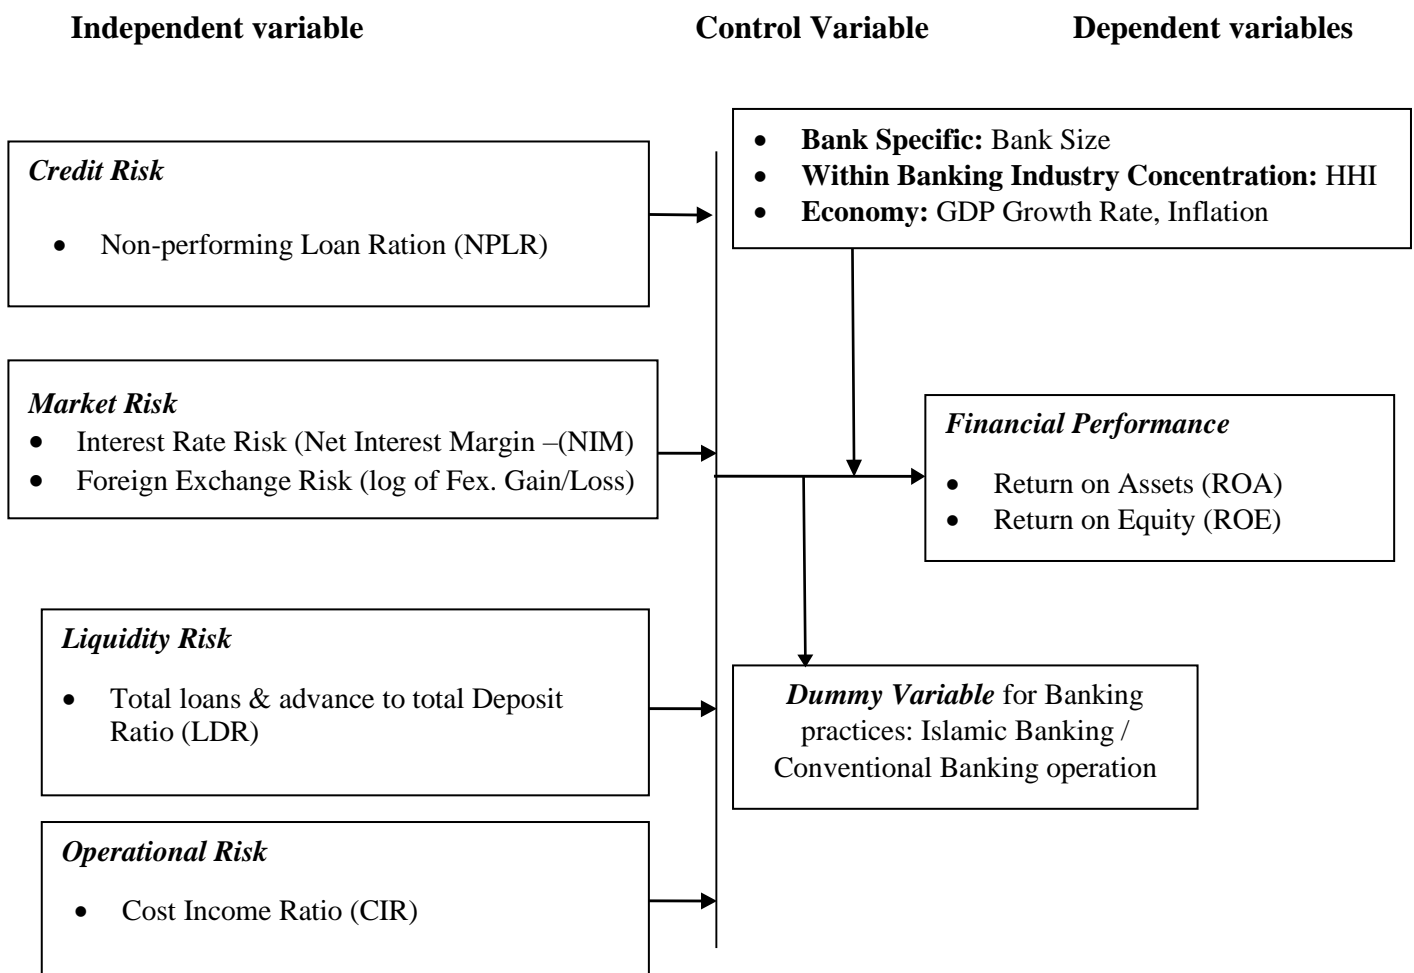 Independent variable
Control Variable
Dependent variables
Credit Risk
• Non-performing Loan Ration (NPLR)
Market Risk
• Interest Rate Risk (Net Interest Margin –(NIM)
• Foreign Exchange Risk (log of Fex. Gain/Loss)
Liquidity Risk
• Total loans & advance to total Deposit
Ratio (LDR)
Operational Risk
• Cost Income Ratio (CIR)
• Bank Specific: Bank Size
• Within Banking Industry Concentration: HHI
• Economy: GDP Growth Rate, Inflation
Financial Performance
• Return on Assets (ROA)
• Return on Equity (ROE)
Dummy Variable for Banking
practices: Islamic Banking /
Conventional Banking operation